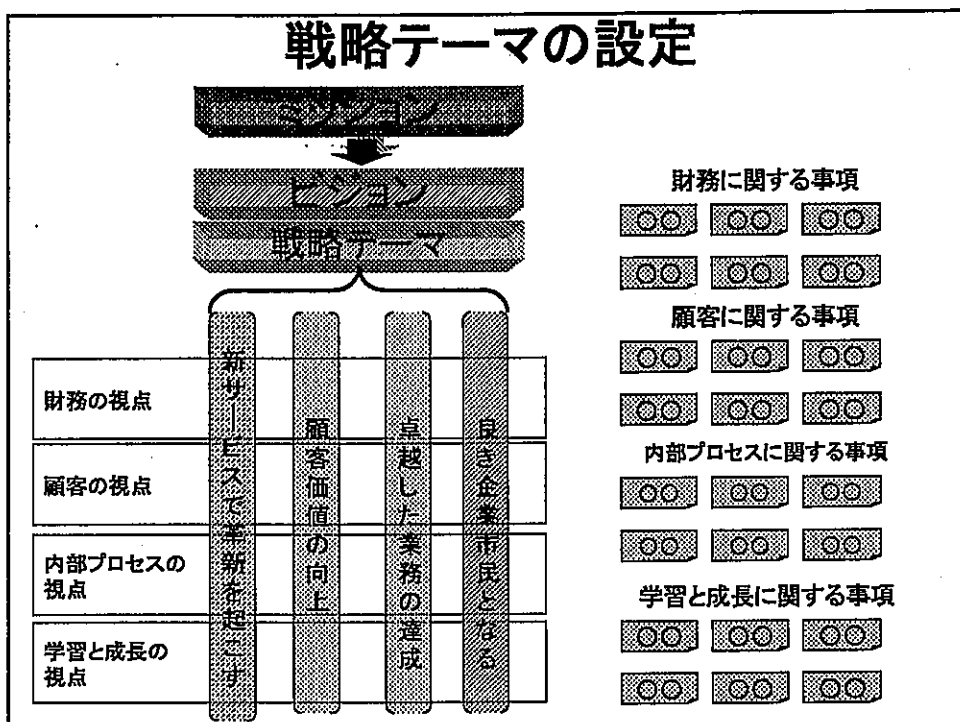 戦略テーマの設定
ミッション
ビジョン
戦略テーマ
新サービスで革新を起こす
顧客価値の向上
卓越した業務の達成
良き企業市民となる
財務の視点
顧客の視点
内部プロセスの
視点
学習と成長の
視点
財務に関する事項
○○ ○○ ○○
○○ ○○ ○○
顧客に関する事項
○○ ○○ ○○
○○ ○○ ○○
内部プロセスに関する事項
○○ ○○ ○○
○○ ○○ ○○
学習と成長に関する事項
○○ ○○ ○○
○○ ○○ ○○